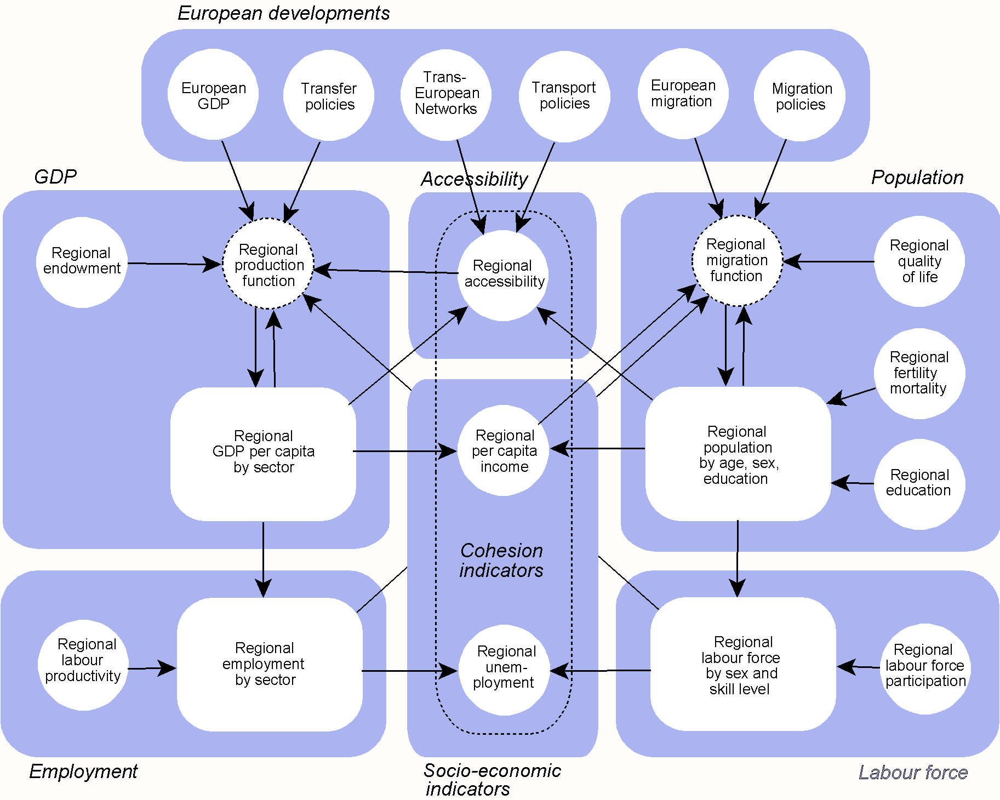 European developments
European
GDP
Transfer
policies
Trans-
European
Networks
Transport
policies
European
migration
Migration
policies
GDP
Accessibility
Population
Regional
endowment
Regional
production
function
Regional
accessibility
Regional
migration
function
Regional
quality
of life
Regional
fertility
mortality
Regional
GDP per capita
by sector
Regional
per capita
income
Regional
population
by age, sex,
education
Regional
education
Cohesion
indicators
Regional
labour
productivity
Regional
employment
by sector
Regional
unem-
ployment
Regional
labour force
by sex and
skill level
Regional
labour force
participation
Employment
Socio-economic
indicators
Labour force